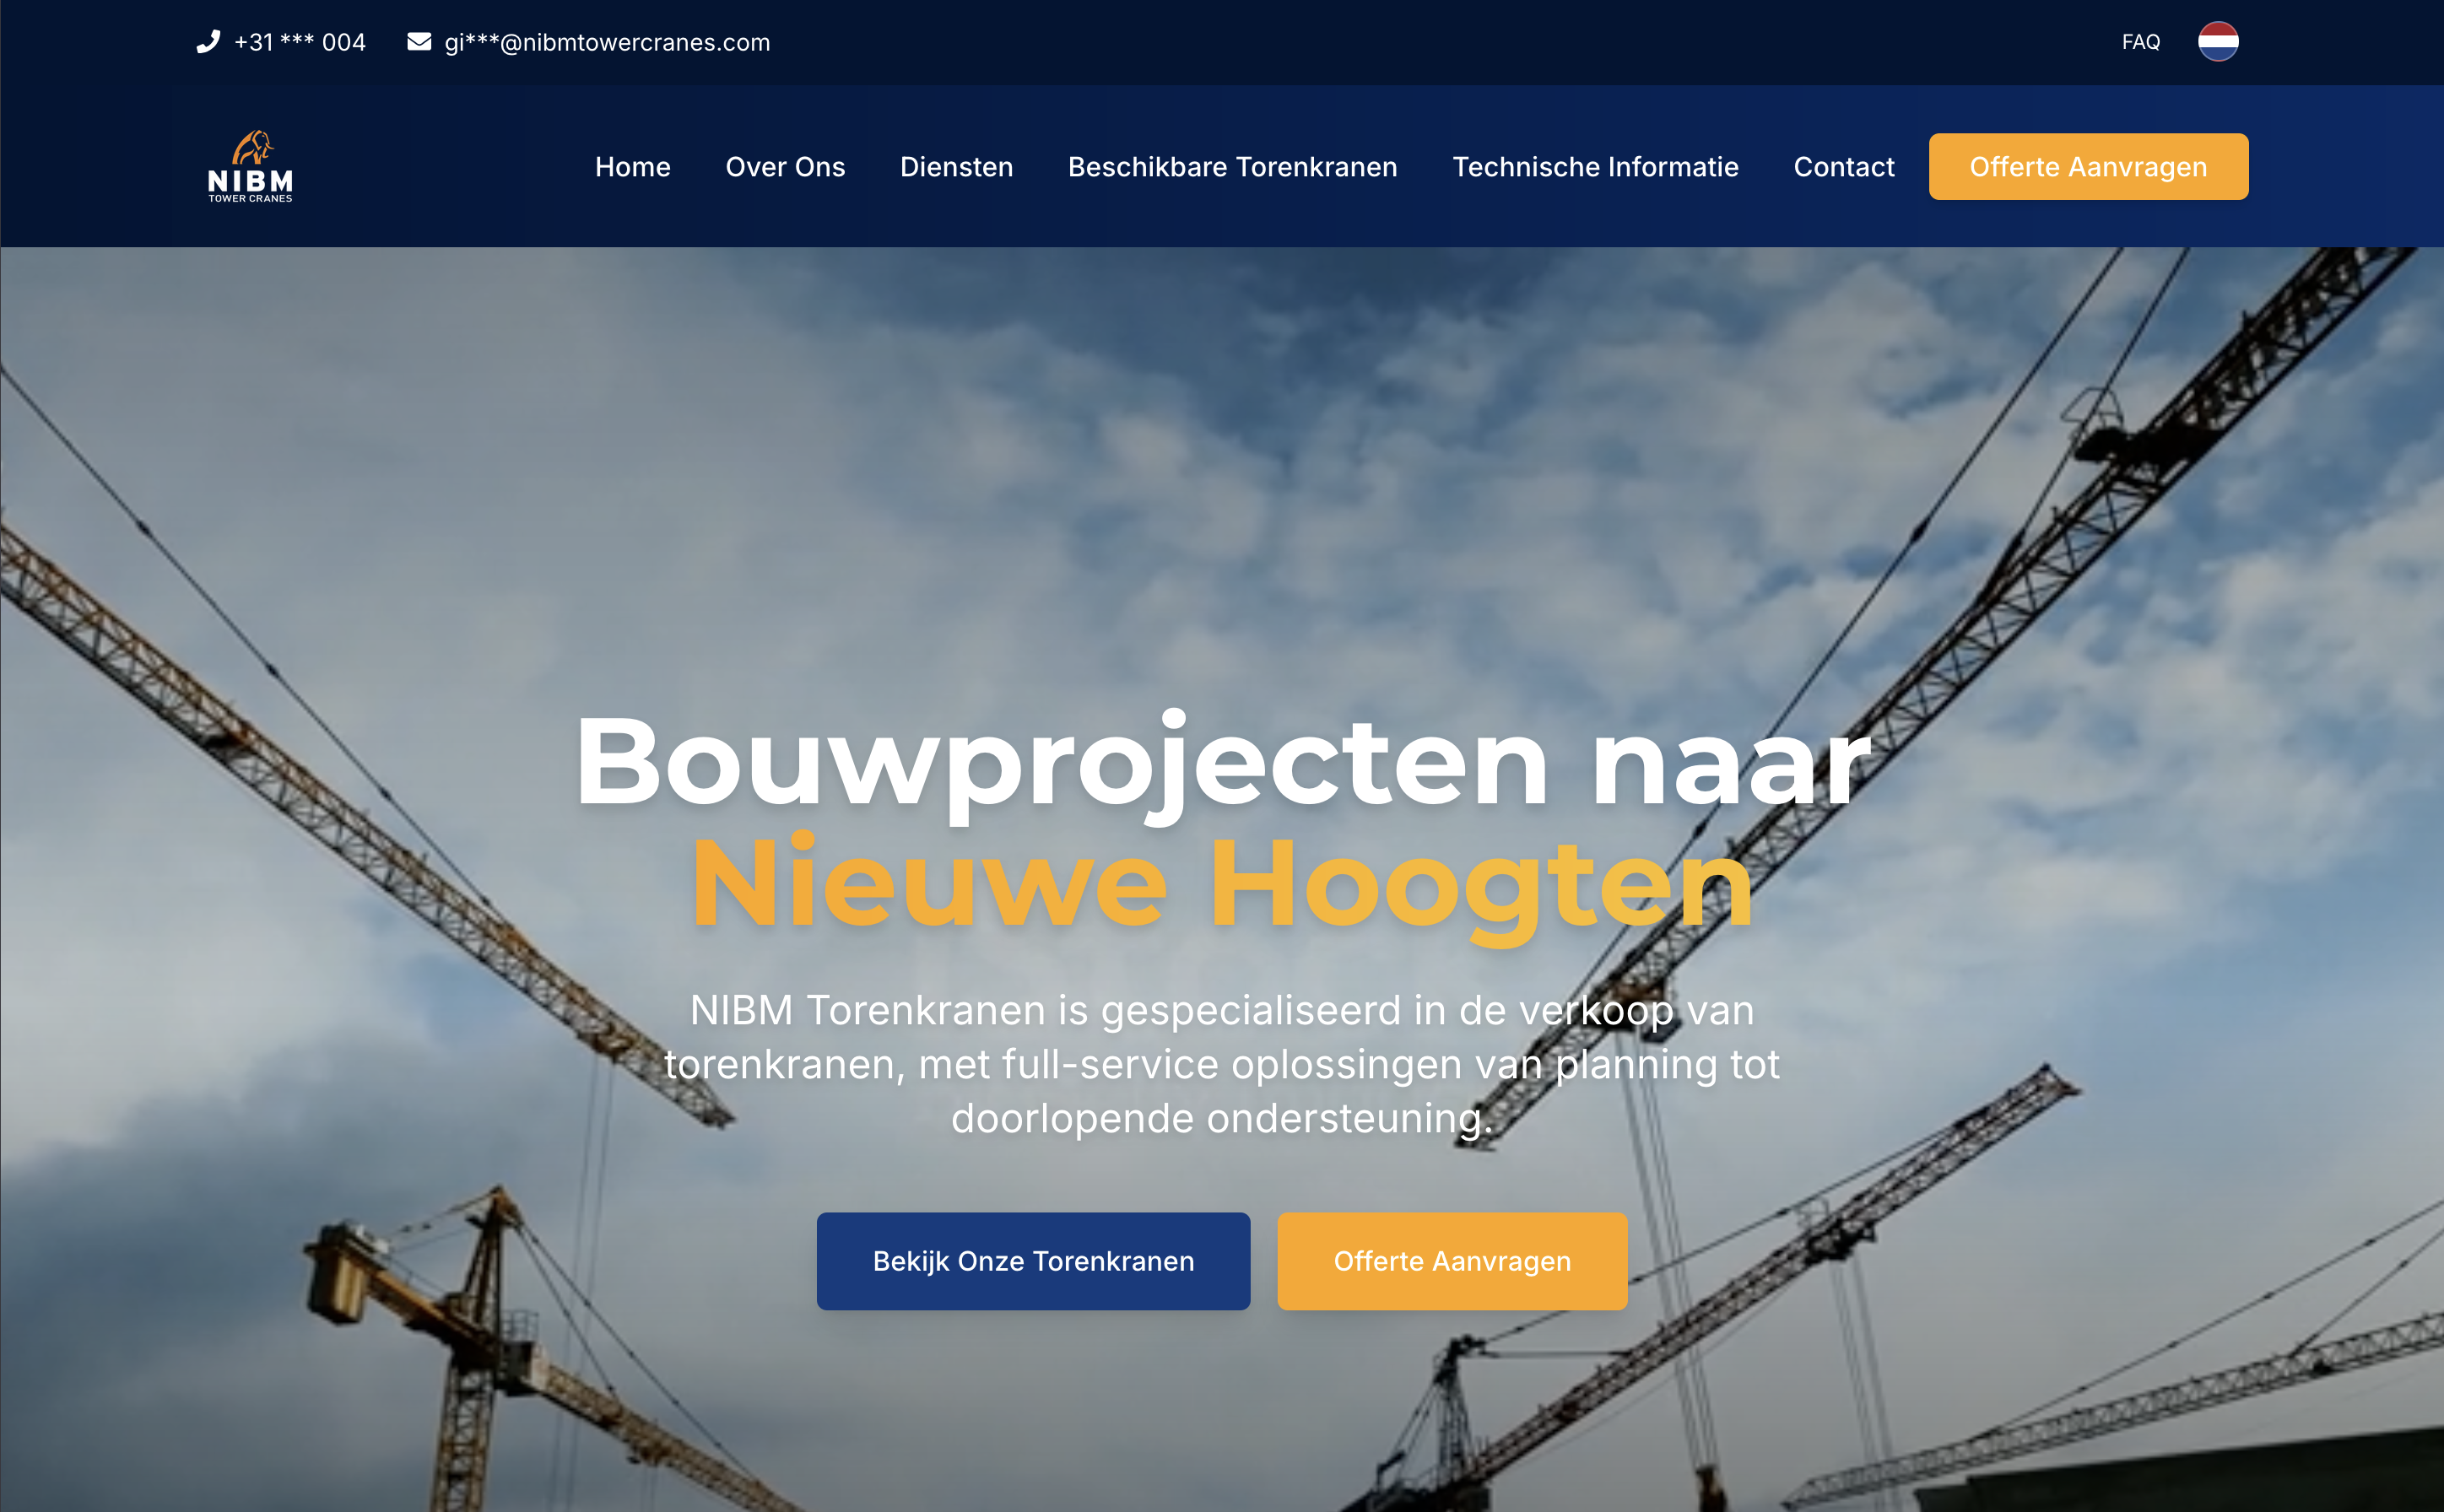 +31 *** 004
gi***@nibmtowercranes.com
FAQ
NIBM
TOWER CRANES
Home
Over Ons
Diensten
Beschikbare Torenkranen
Technische Informatie
Contact
Offerte Aanvragen
Bouwprojecten naar
Nieuwe Hoogten
NIBM Torenkranen is gespecialiseerd in de verkoop van
torenkranen, met full-service oplossingen van planning tot
doorlopende ondersteuning.
Bekijk Onze Torenkranen
Offerte Aanvragen